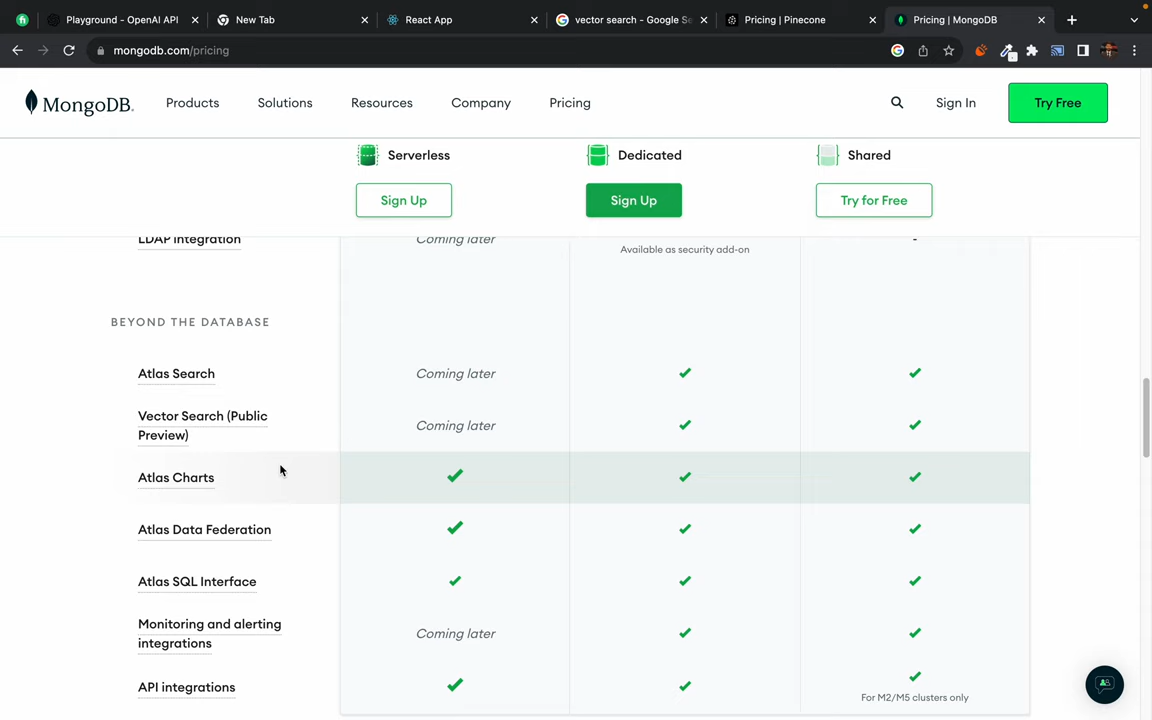 Playground - OpenAI API
New Tab
React App
vector search - Google Se
Pricing | Pinecone
Pricing | MongoDB
mongodb.com/pricing
MongoDB.
Products
Solutions
Resources
Company
Pricing
Sign In
Try Free
Serverless
Dedicated
Shared
Sign Up
Sign Up
Try for Free
LDAP integration
Coming later
Available as security add-on
-
BEYOND THE DATABASE
Atlas Search
Coming later
Vector Search (Public
Preview)
Coming later
Atlas Charts
Atlas Data Federation
Atlas SQL Interface
Monitoring and alerting
integrations
Coming later
API integrations
For M2/M5 clusters only